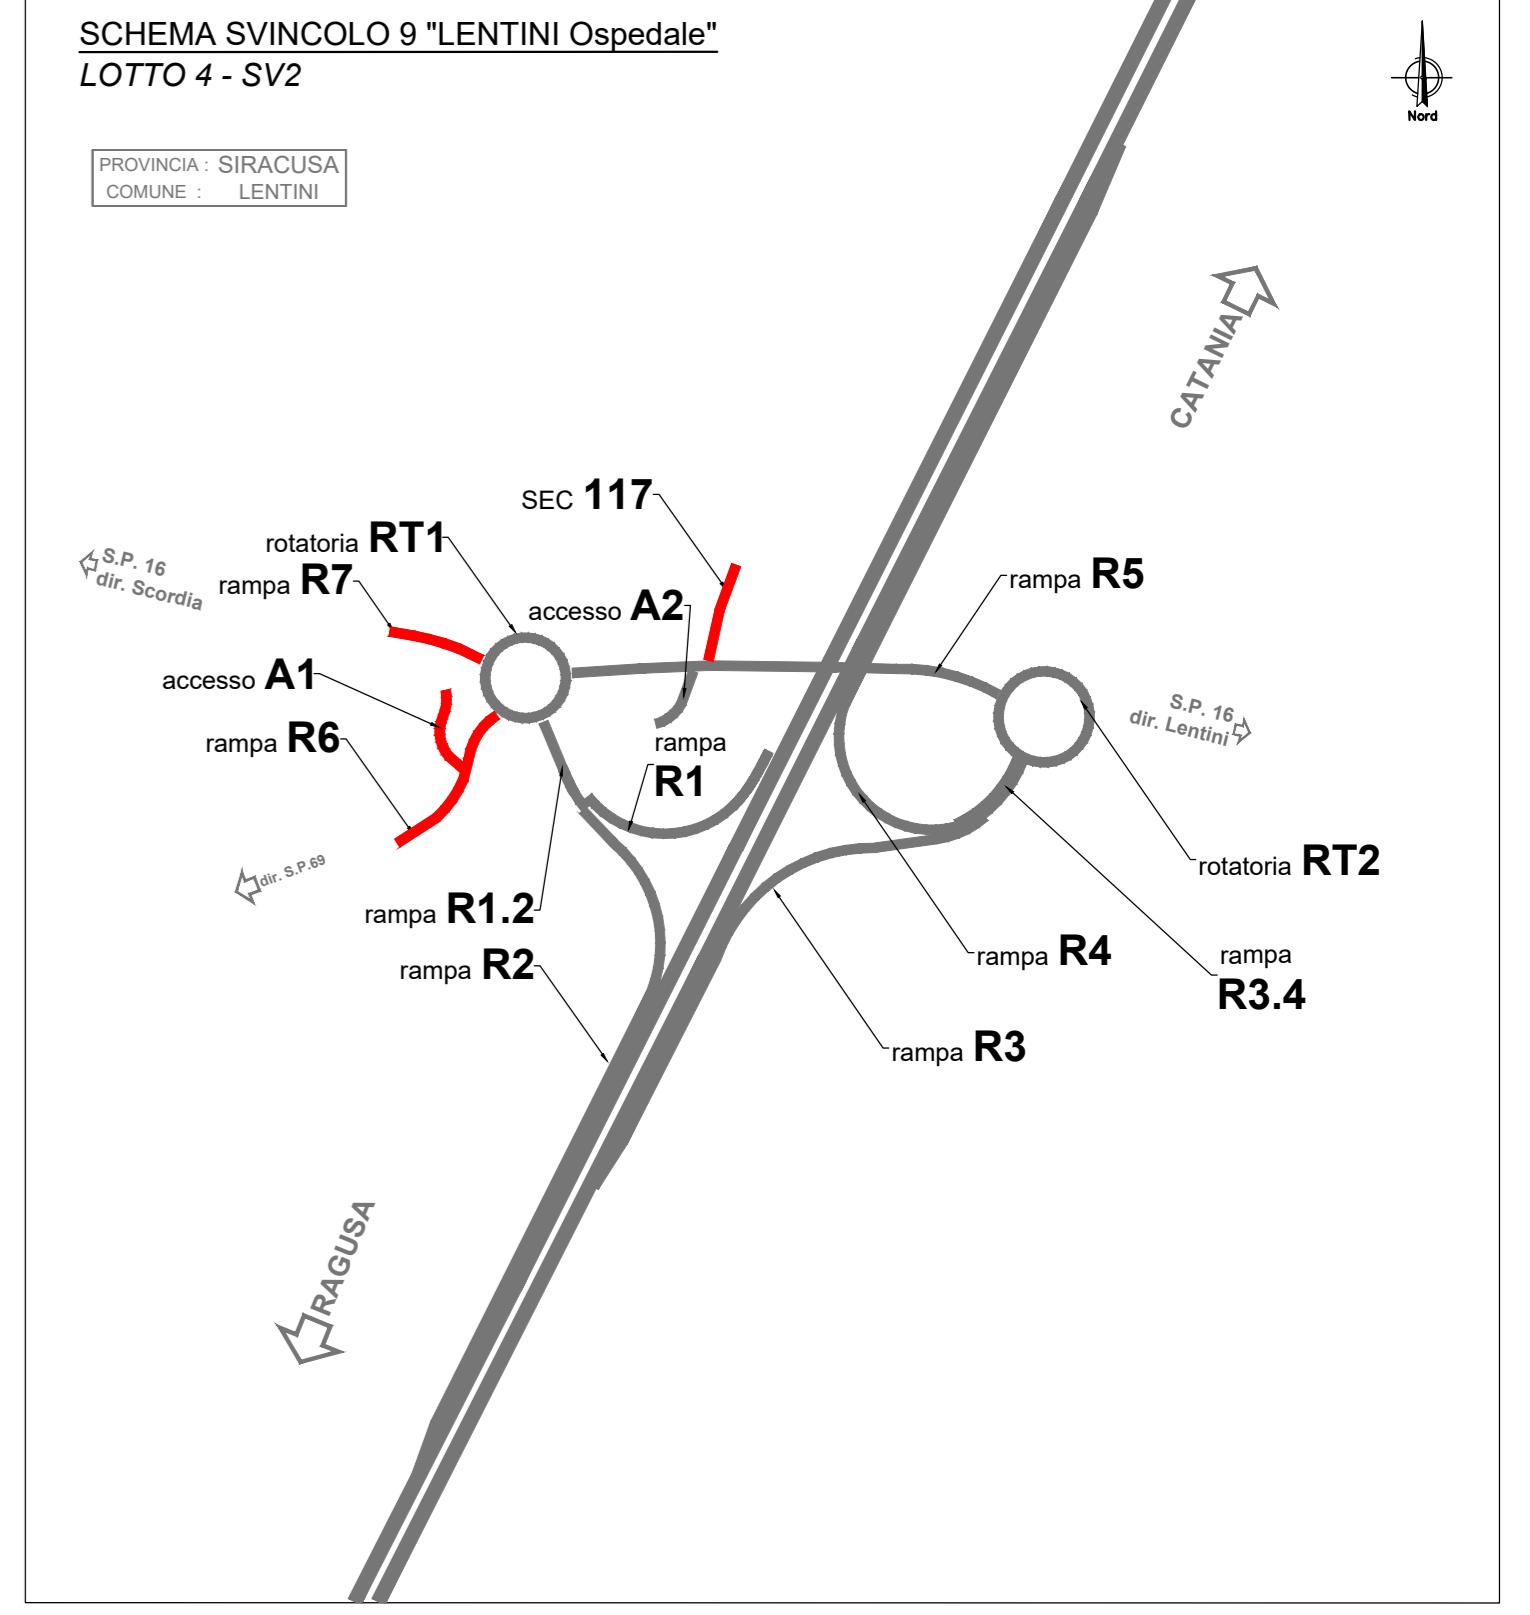 SCHEMA SVINCOLO 9 "LENTINI Ospedale"
LOTTO 4 - SV2
Nord
PROVINCIA : SIRACUSA
COMUNE : LENTINI
CATANIA
SEC 117
rotatoria RT1
S.P. 16
dir. Scordia
rampa R7
accesso A2
rampa R5
accesso A1
rampa R6
rampa
R1
S.P. 16
dir. Lentini
dir. S.P.69
rotatoria RT2
rampa R1.2
rampa R2
rampa R4
rampa
R3.4
rampa R3
RAGUSA